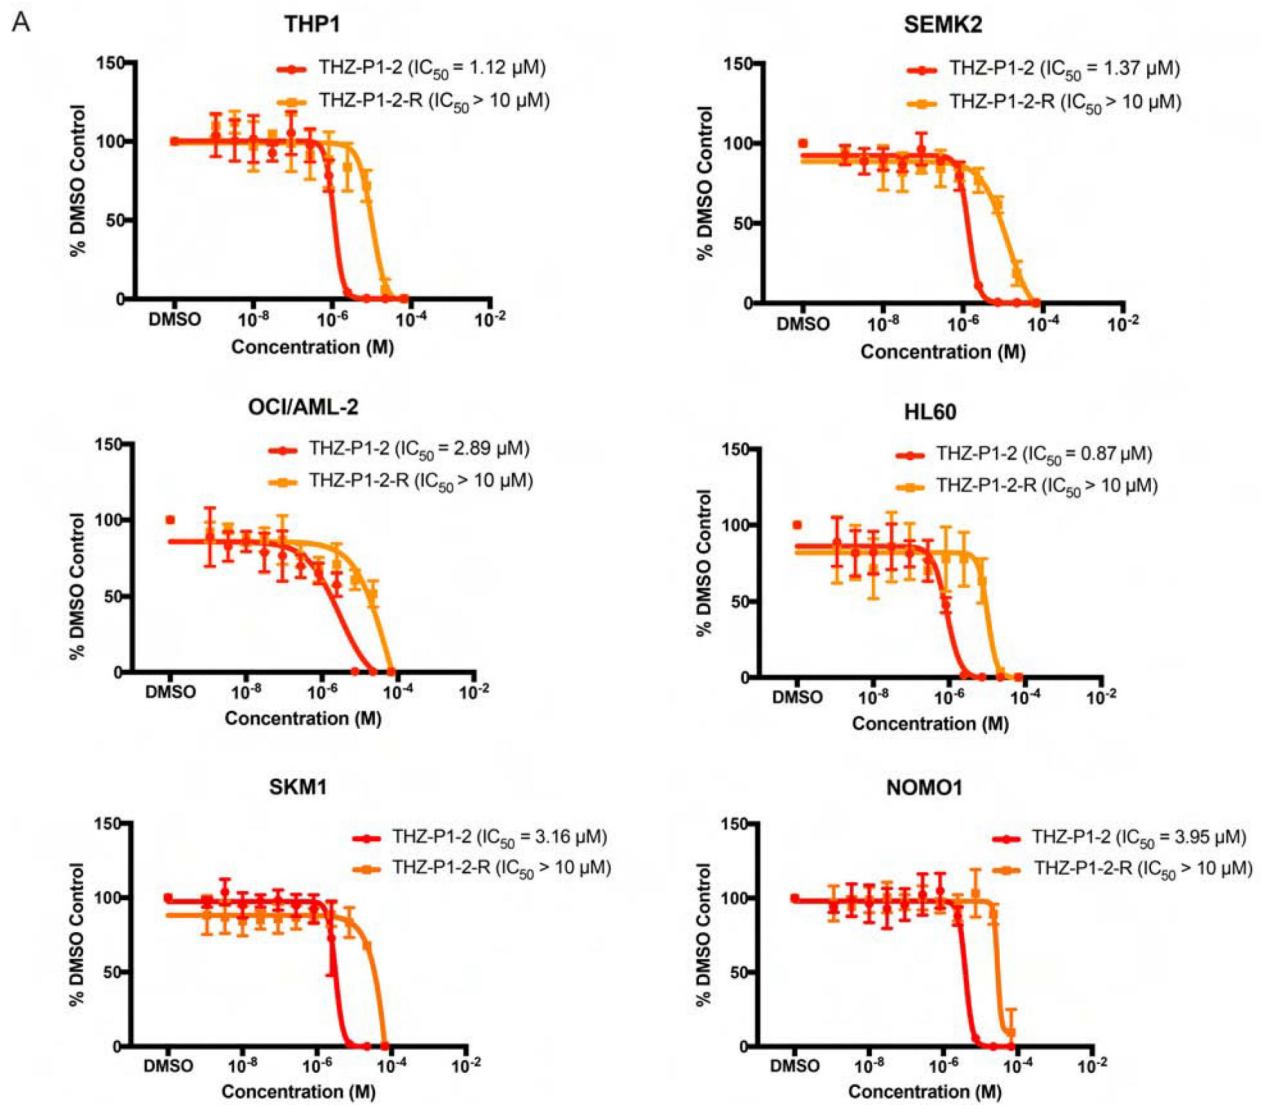 A
THP1
THZ-P1-2 (IC50 = 1.12 µM)
THZ-P1-2-R (IC50 > 10 µM)
% DMSO Control
150
100
50
0
DMSO 10-8 10-6 10-4 10-2
Concentration (M)
SEMK2
THZ-P1-2 (IC50 = 1.37 µM)
THZ-P1-2-R (IC50 > 10 µM)
% DMSO Control
150
100
50
0
DMSO 10-8 10-6 10-4 10-2
Concentration (M)
OCI/AML-2
THZ-P1-2 (IC50 = 2.89 µM)
THZ-P1-2-R (IC50 > 10 µM)
% DMSO Control
150
100
50
0
DMSO 10-8 10-6 10-4 10-2
Concentration (M)
HL60
THZ-P1-2 (IC50 = 0.87 µM)
THZ-P1-2-R (IC50 > 10 µM)
% DMSO Control
150
100
50
0
DMSO 10-8 10-6 10-4 10-2
Concentration (M)
SKM1
THZ-P1-2 (IC50 = 3.16 µM)
THZ-P1-2-R (IC50 > 10 µM)
% DMSO Control
150
100
50
0
DMSO 10-8 10-6 10-4 10-2
Concentration (M)
NOMO1
THZ-P1-2 (IC50 = 3.95 µM)
THZ-P1-2-R (IC50 > 10 µM)
% DMSO Control
150
100
50
0
DMSO 10-8 10-6 10-4 10-2
Concentration (M)